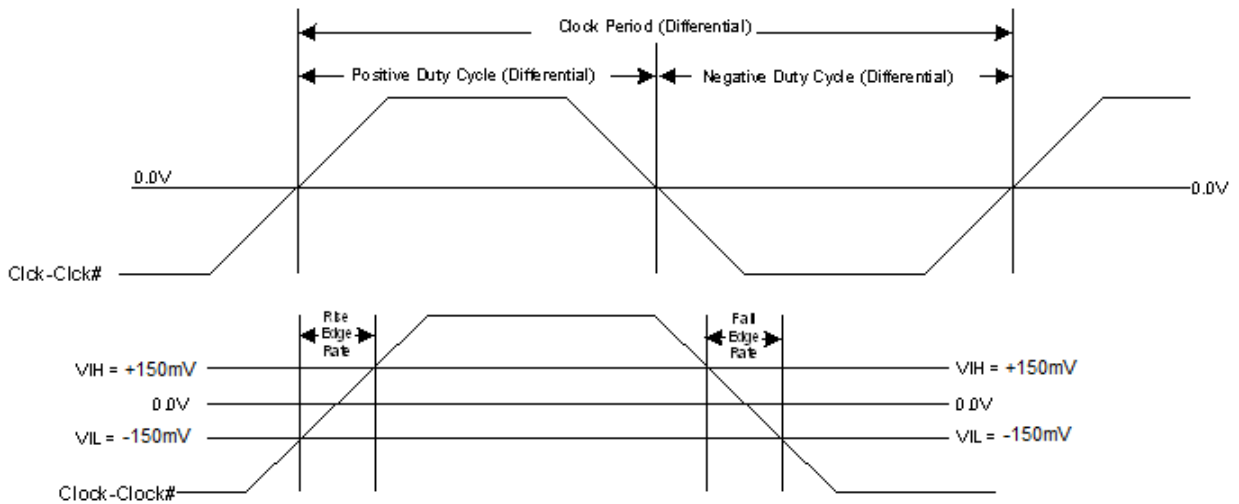 Clock Period (Differential)
Positive Duty Cycle (Differential)
Negative Duty Cycle (Differential)
0.0V
0.0V
Clck-Clck#
Rise
Edge
Rate
Fall
Edge
Rate
VIH = +150mV
VIH = +150mV
0.0V
0.0V
VIL = -150mV
VIL = -150mV
Clock-Clock#